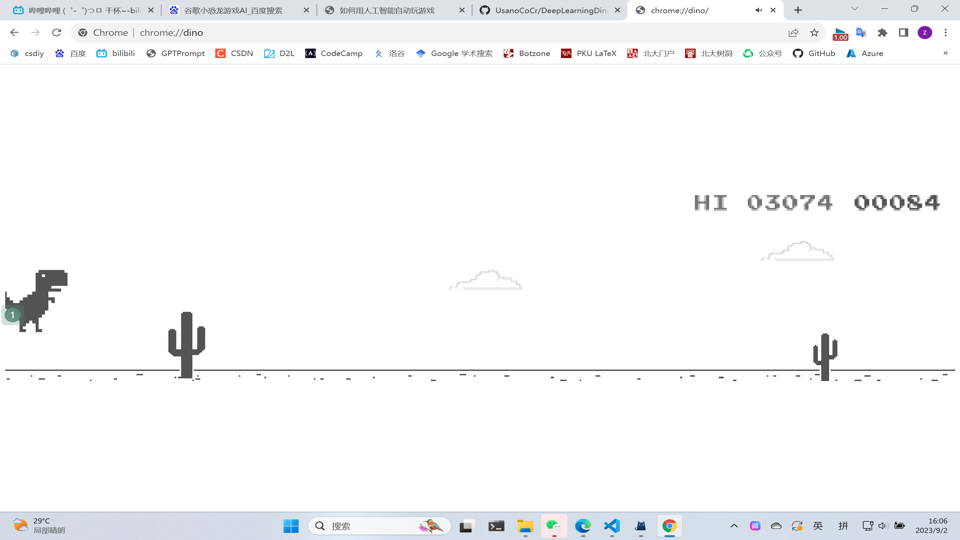 哔哩哔哩 (゜-゜)つロ 干杯~-bili
谷歌小恐龙游戏AI_百度搜索
如何用人工智能自动玩游戏
UsanoCoCr/DeepLearningDin
chrome://dino/
Chrome
chrome://dino
1.00
z
csdiy
百度
bilibili
GPTPrompt
CSDN
D2L
CodeCamp
洛谷
Google 学术搜索
Botzone
PKU LaTeX
北大门户
北大树洞
公众号
GitHub
Azure
»
HI 03074 00084
1
29°C
局部晴朗
搜索
英
拼
16:06
2023/9/2